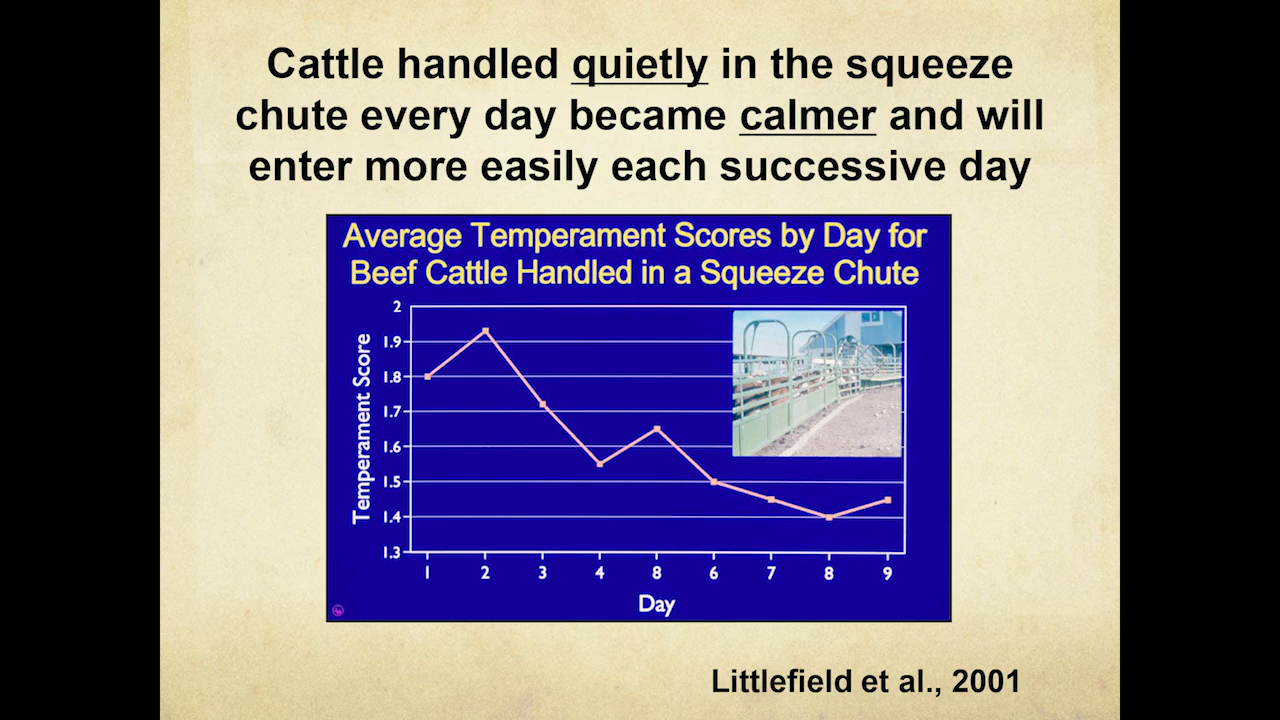 Cattle handled quietly in the squeeze
chute every day became calmer and will
enter more easily each successive day
Average Temperament Scores by Day for
Beef Cattle Handled in a Squeeze Chute
Temperament Score
2
1.9
1.8
1.7
1.6
1.5
1.4
1.3
1 2 3 4 8 6 7 8 9
Day
Littlefield et al., 2001